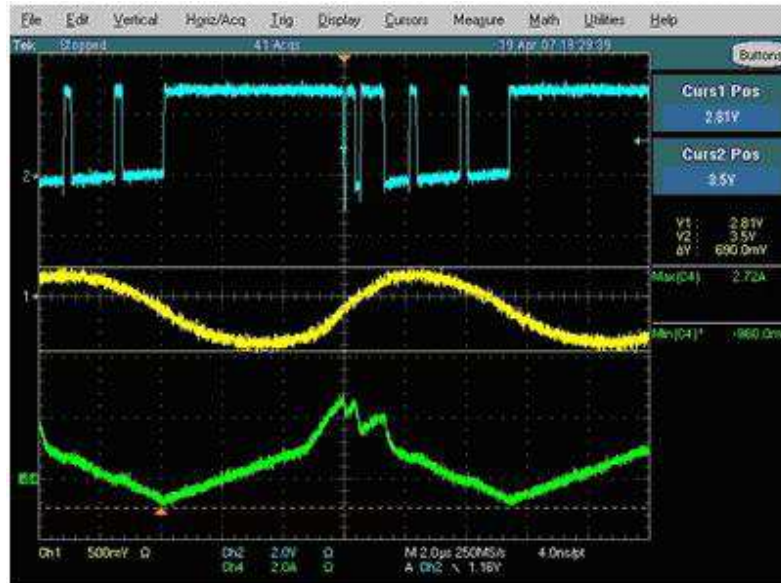 File Edit Vertical Horiz/Acq Trig Display Cursors Measure Math Utilities Help
Tek Stopped 41 Acqs 19 Apr 07 18:29:39
Buttons
Curs1 Pos
2.81V
Curs2 Pos
3.5V
V1: 2.81V
V2: 3.5V
ΔV: 690.0mV
Max(C4) 2.72A
Min(C4)* -960.0m
2
1
Ch1 500mV Ω Ch2 2.0V Ω M 2.0µs 250MS/s 4.0ns/pt
Ch4 2.0A Ω A Ch2 \ 1.16V